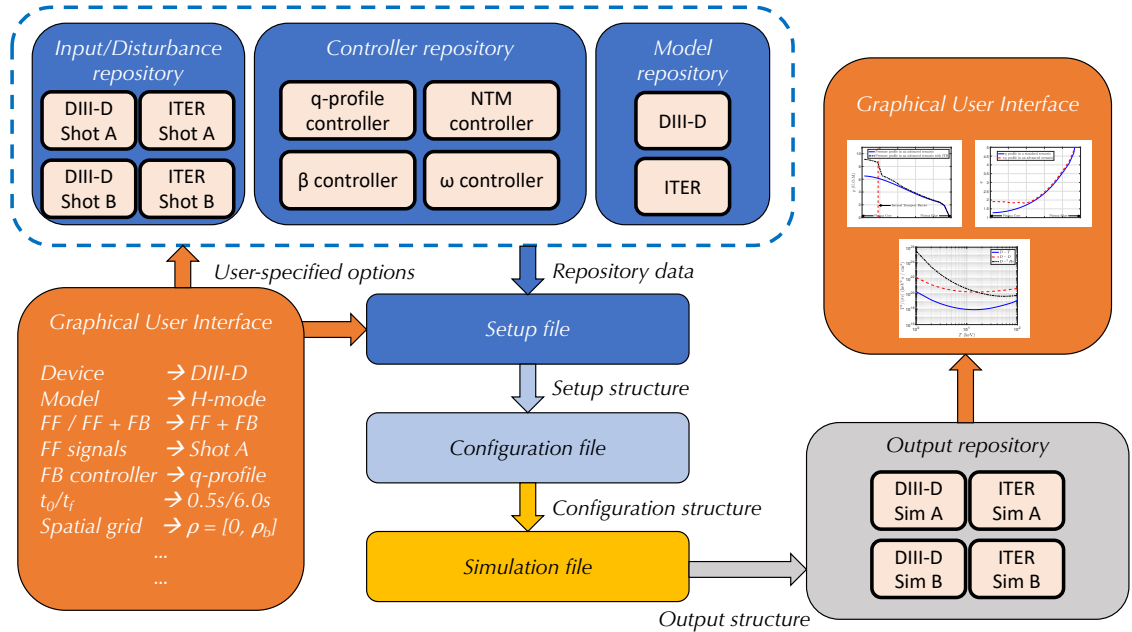 Input/Disturbance
repository
DIII-D
Shot A
ITER
Shot A
DIII-D
Shot B
ITER
Shot B
Controller repository
q-profile
controller
NTM
controller
β controller
ω controller
Model
repository
DIII-D
ITER
User-specified options
Repository data
Graphical User Interface
Device → DIII-D
Model → H-mode
FF / FF + FB → FF + FB
FF signals → Shot A
FB controller → q-profile
t₀/t_f → 0.5s/6.0s
Spatial grid → ρ = [0, ρ_b]
...
...
Setup file
Setup structure
Configuration file
Configuration structure
Simulation file
Output structure
Output repository
DIII-D
Sim A
ITER
Sim A
DIII-D
Sim B
ITER
Sim B
Graphical User Interface
T (keV)